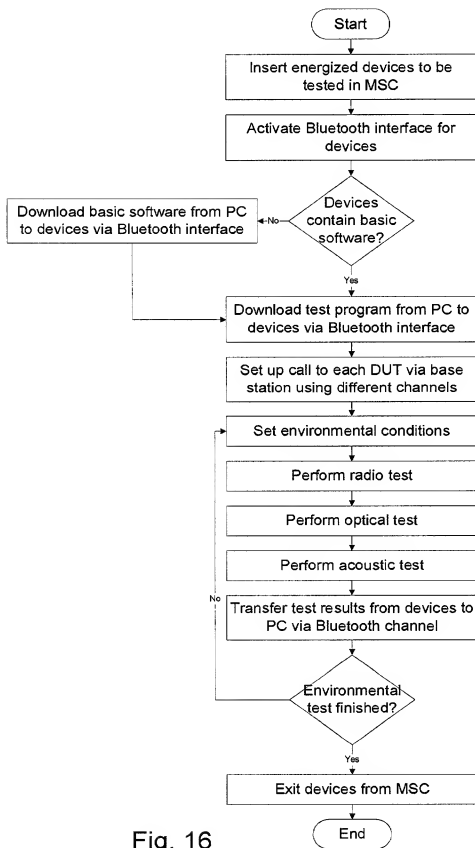 Start
Insert energized devices to be
tested in MSC
Activate Bluetooth interface for
devices
Devices
contain basic
software?
No
Download basic software from PC
to devices via Bluetooth interface
Yes
Download test program from PC to
devices via Bluetooth interface
Set up call to each DUT via base
station using different channels
Set environmental conditions
Perform radio test
Perform optical test
Perform acoustic test
No
Transfer test results from devices to
PC via Bluetooth channel
Environmental
test finished?
Yes
Exit devices from MSC
End
Fig. 16